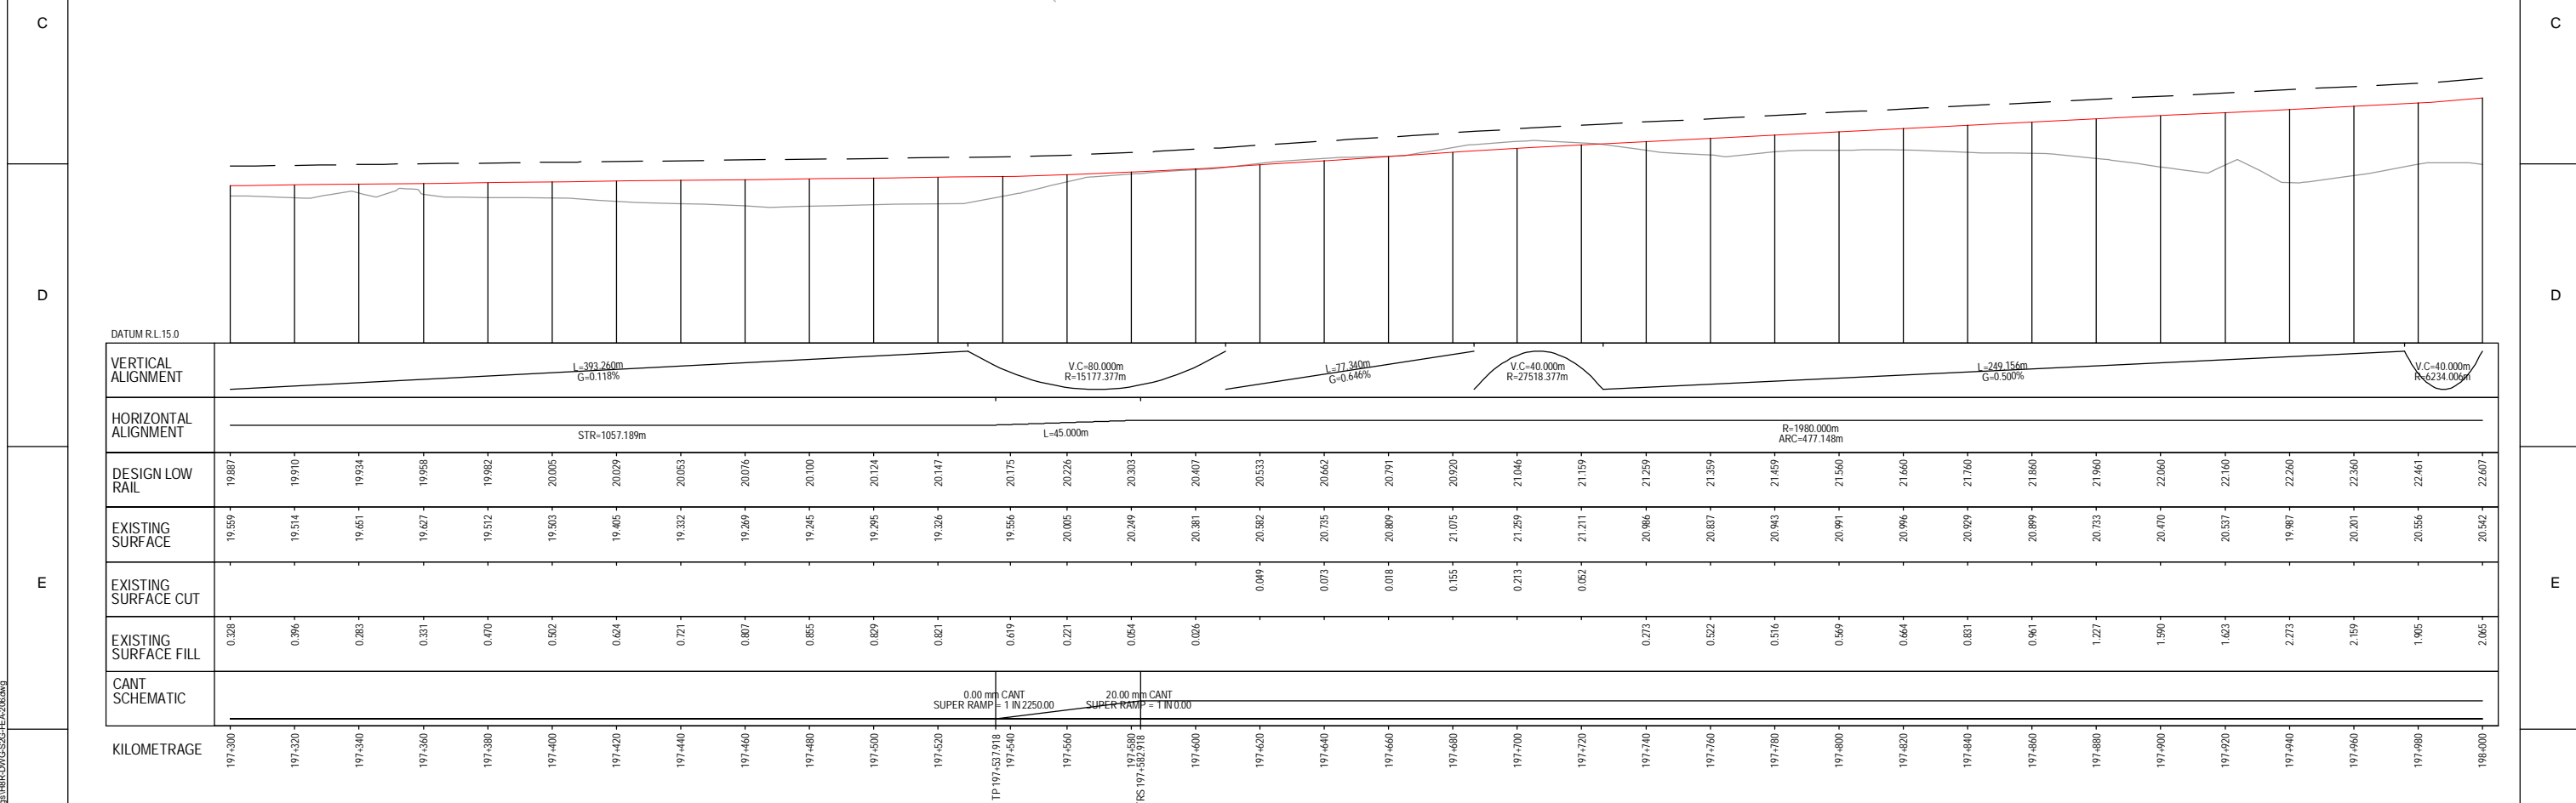 C
C
D
D
E
E
DATUM R.L.15.0
VERTICAL
ALIGNMENT
L=393.260m
G=0.118%
V.C=80.000m
R=15177.377m
L=77.340m
G=0.646%
V.C=40.000m
R=27518.377m
L=249.156m
G=0.500%
V.C=40.000m
R=6234.006m
HORIZONTAL
ALIGNMENT
STR=1057.189m
L=45.000m
R=1980.000m
ARC=477.148m
DESIGN LOW
RAIL
19.887 19.910 19.934 19.958 19.982 20.005 20.029 20.053 20.076 20.100 20.124 20.147 20.175 20.226 20.303 20.407 20.533 20.662 20.791 20.920 21.046 21.159 21.259 21.359 21.459 21.560 21.660 21.760 21.860 21.960 22.060 22.160 22.260 22.360 22.461 22.607
EXISTING
SURFACE
19.559 19.514 19.651 19.627 19.512 19.503 19.405 19.332 19.269 19.245 19.295 19.326 19.556 20.005 20.249 20.381 20.582 20.735 20.809 21.075 21.259 21.211 20.986 20.837 20.943 20.991 20.996 20.929 20.899 20.733 20.470 20.537 19.987 20.201 20.556 20.542
EXISTING
SURFACE CUT
0.049 0.073 0.018 0.155 0.213 0.052
EXISTING
SURFACE FILL
0.328 0.396 0.283 0.331 0.470 0.502 0.624 0.721 0.807 0.855 0.829 0.821 0.619 0.221 0.054 0.026 0.273 0.522 0.516 0.569 0.664 0.831 0.961 1.227 1.590 1.623 2.273 2.159 1.905 2.065
CANT
SCHEMATIC
0.00 mm CANT
SUPER RAMP = 1 IN 2250.00
20.00 mm CANT
SUPER RAMP = 1 IN 0.00
KILOMETRAGE
197+300 197+320 197+340 197+360 197+380 197+400 197+420 197+440 197+460 197+480 197+500 197+520 TP 197+537.918 197+540 197+560 197+580 TRS 197+582.918 197+600 197+620 197+640 197+660 197+680 197+700 197+720 197+740 197+760 197+780 197+800 197+820 197+840 197+860 197+880 197+900 197+920 197+940 197+960 197+980 198+000